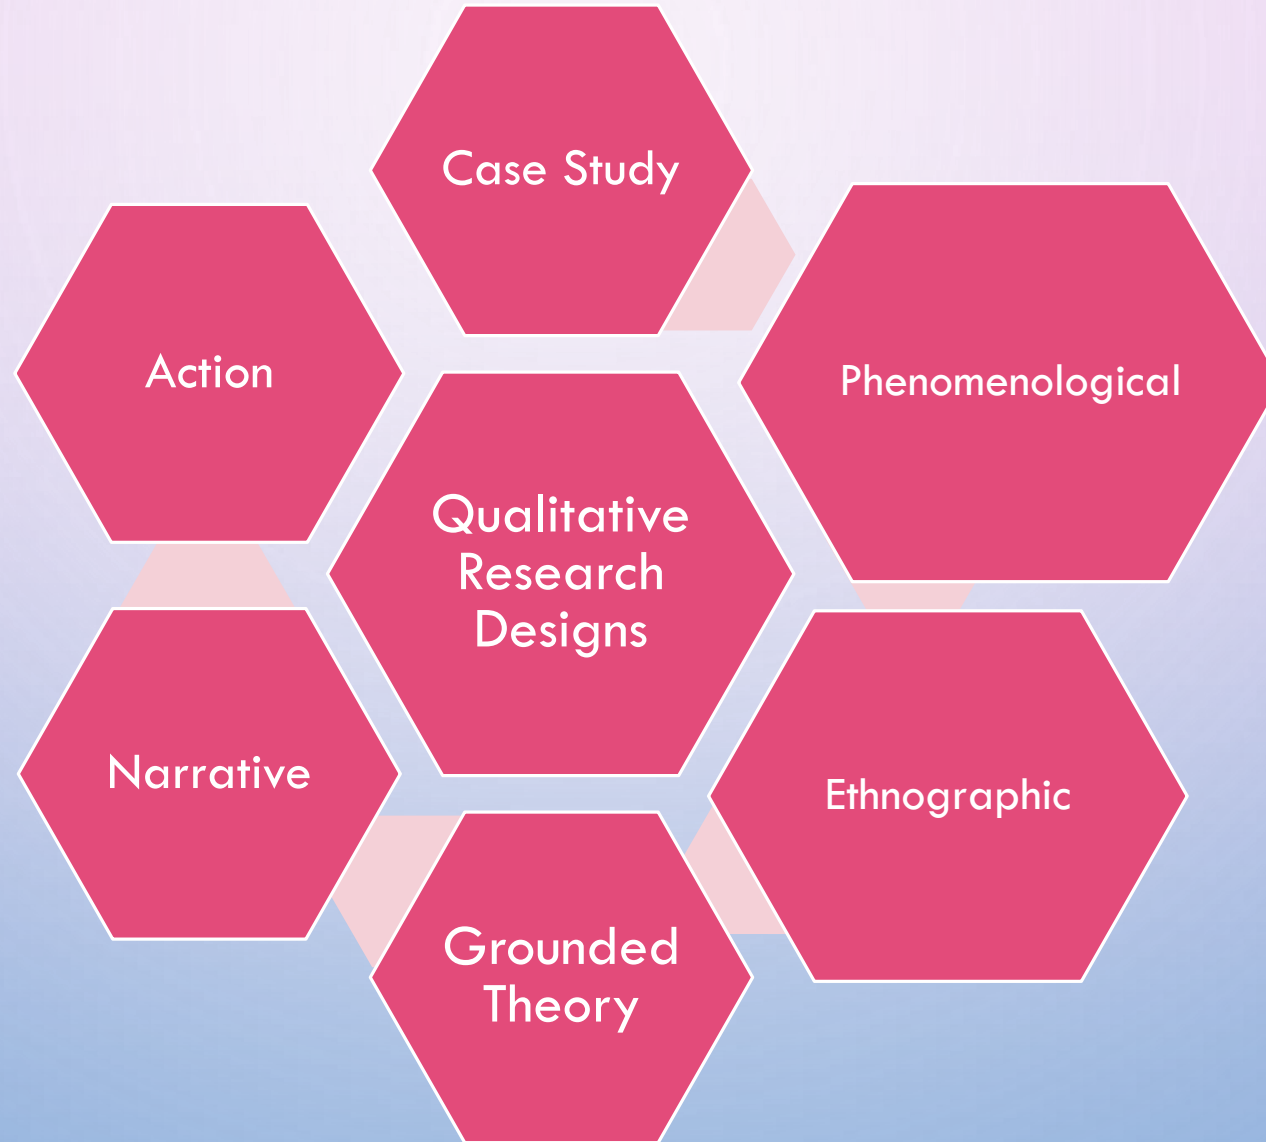 Case Study
Action
Phenomenological
Qualitative
Research
Designs
Narrative
Ethnographic
Grounded
Theory